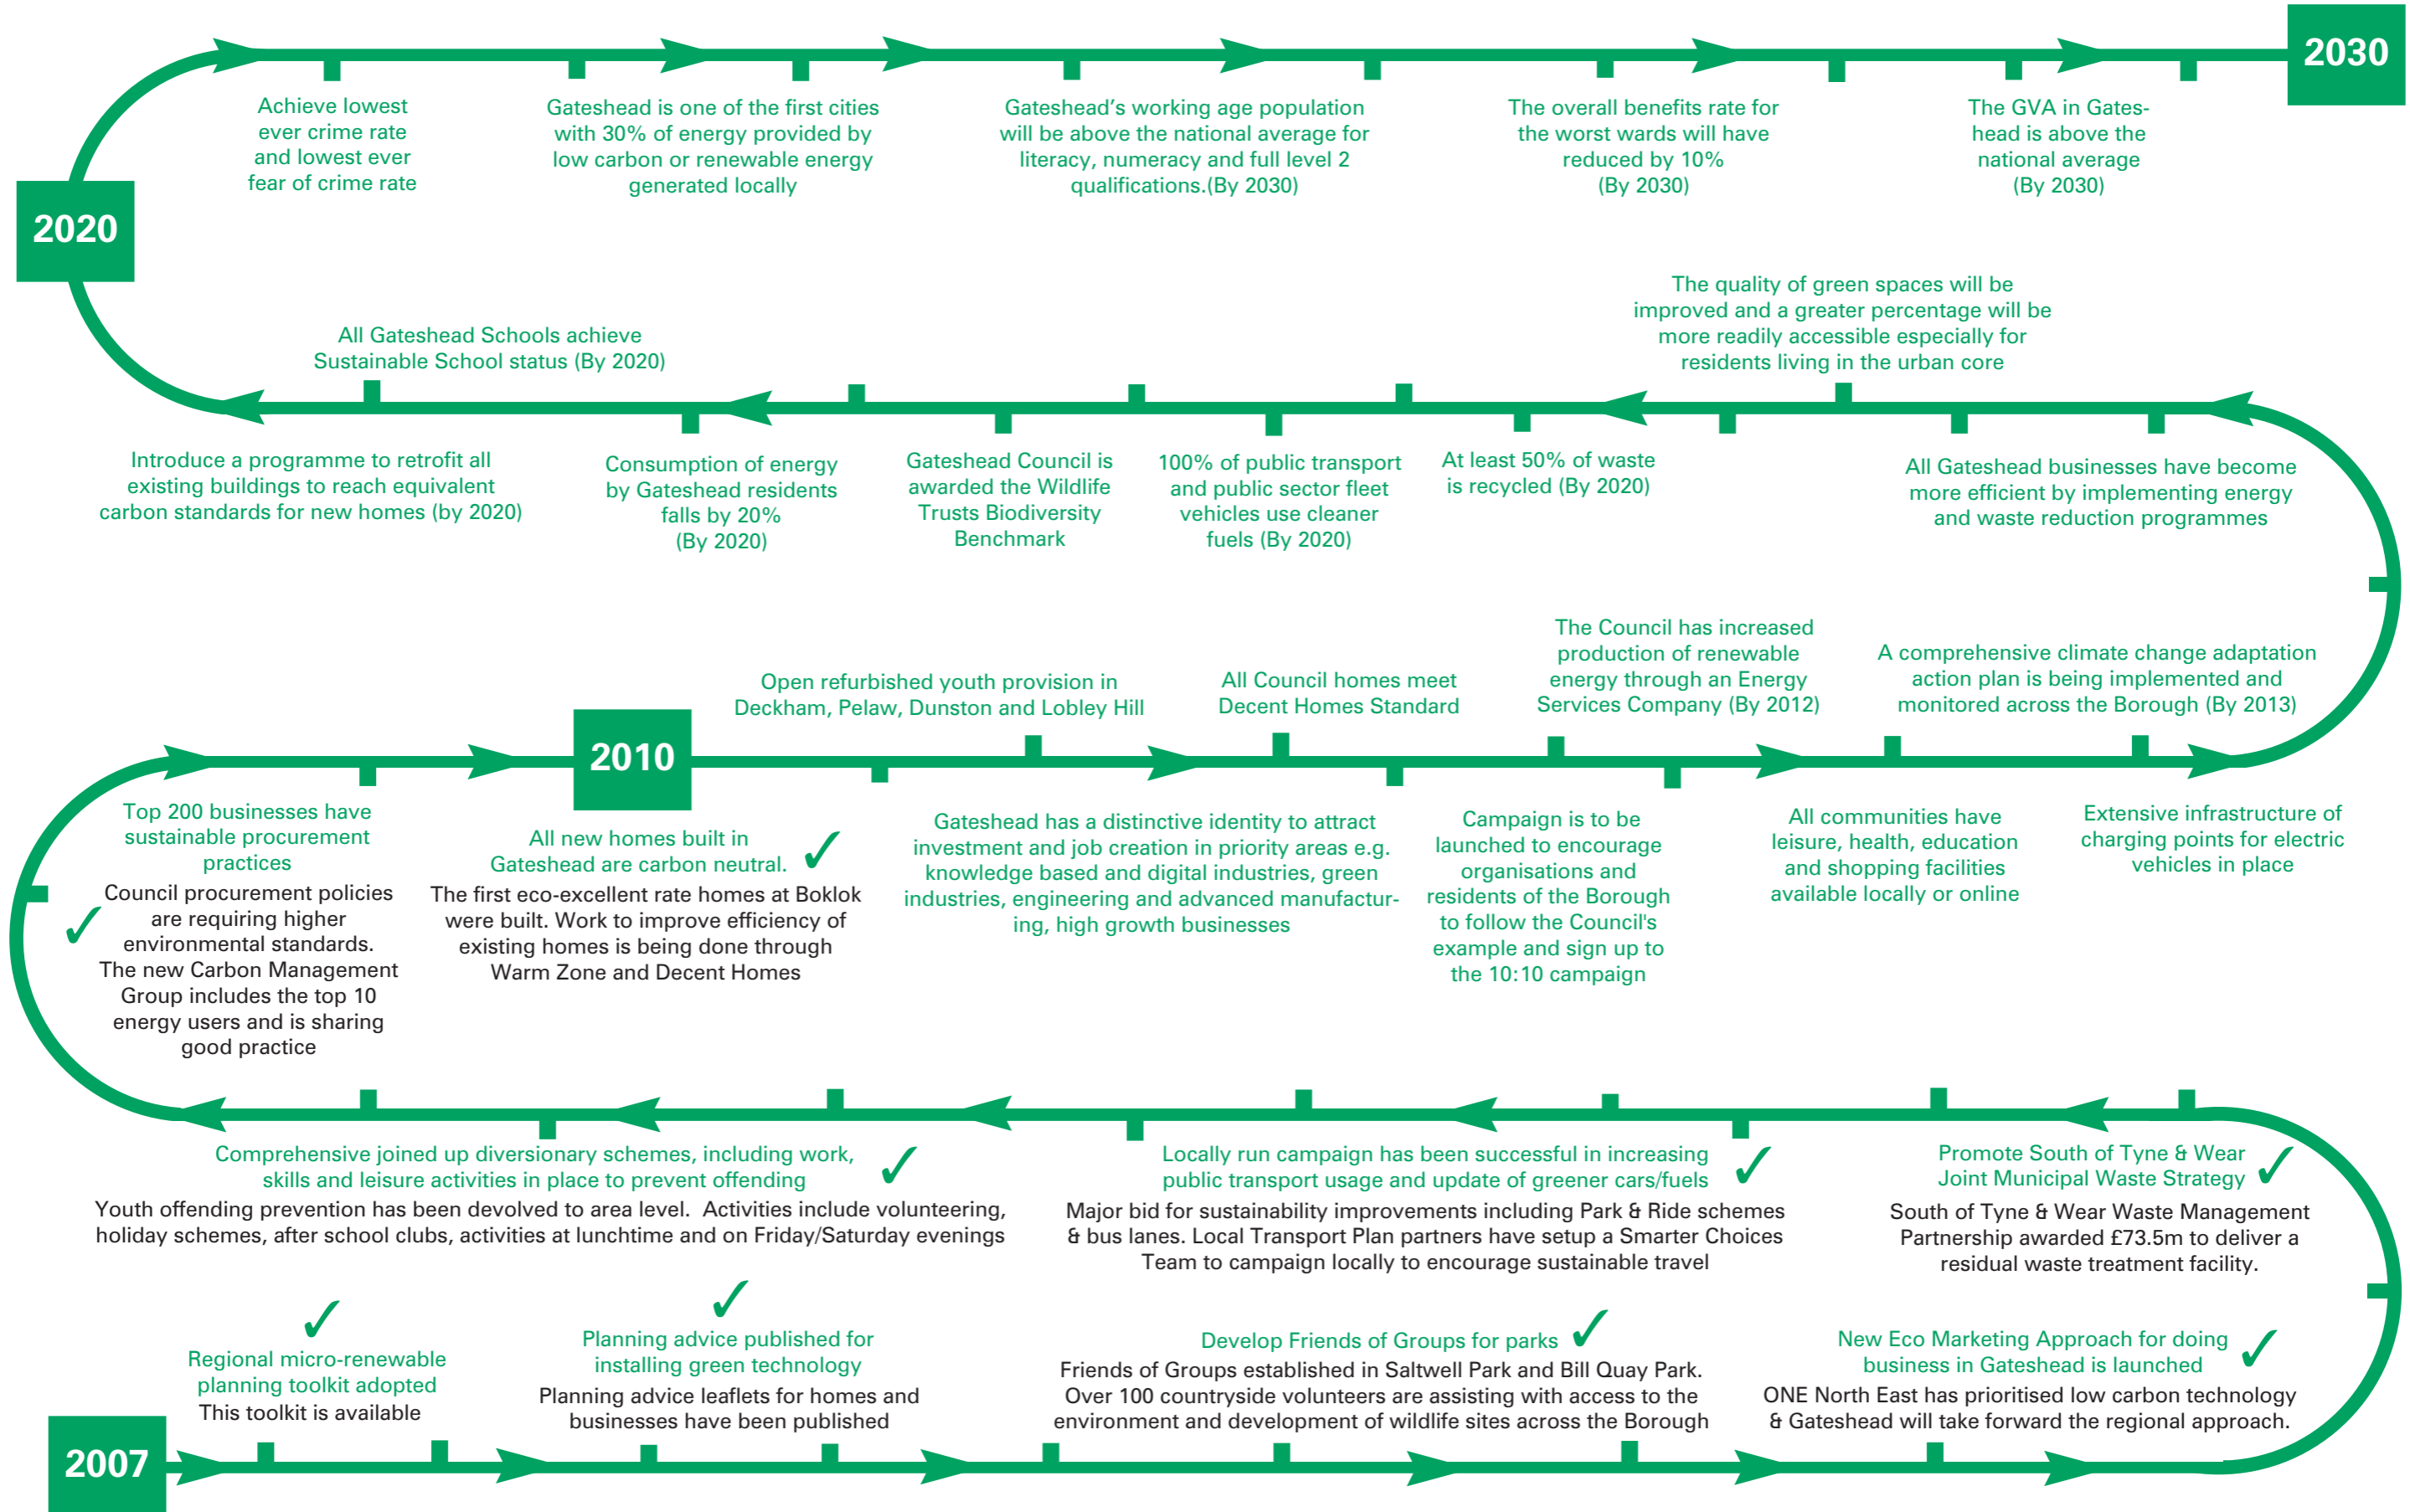 2030
Achieve lowest
ever crime rate
and lowest ever
fear of crime rate
Gateshead is one of the first cities
with 30% of energy provided by
low carbon or renewable energy
generated locally
Gateshead's working age population
will be above the national average for
literacy, numeracy and full level 2
qualifications.(By 2030)
The overall benefits rate for
the worst wards will have
reduced by 10%
(By 2030)
The GVA in Gates-
head is above the
national average
(By 2030)
2020
All Gateshead Schools achieve
Sustainable School status (By 2020)
The quality of green spaces will be
improved and a greater percentage will be
more readily accessible especially for
residents living in the urban core
Introduce a programme to retrofit all
existing buildings to reach equivalent
carbon standards for new homes (by 2020)
Consumption of energy
by Gateshead residents
falls by 20%
(By 2020)
Gateshead Council is
awarded the Wildlife
Trusts Biodiversity
Benchmark
100% of public transport
and public sector fleet
vehicles use cleaner
fuels (By 2020)
At least 50% of waste
is recycled (By 2020)
All Gateshead businesses have become
more efficient by implementing energy
and waste reduction programmes
Open refurbished youth provision in
Deckham, Pelaw, Dunston and Lobley Hill
All Council homes meet
Decent Homes Standard
The Council has increased
production of renewable
energy through an Energy
Services Company (By 2012)
A comprehensive climate change adaptation
action plan is being implemented and
monitored across the Borough (By 2013)
2010
Top 200 businesses have
sustainable procurement
practices
Council procurement policies
are requiring higher
environmental standards.
The new Carbon Management
Group includes the top 10
energy users and is sharing
good practice
All new homes built in
Gateshead are carbon neutral.
The first eco-excellent rate homes at Boklok
were built. Work to improve efficiency of
existing homes is being done through
Warm Zone and Decent Homes
Gateshead has a distinctive identity to attract
investment and job creation in priority areas e.g.
knowledge based and digital industries, green
industries, engineering and advanced manufactur-
ing, high growth businesses
Campaign is to be
launched to encourage
organisations and
residents of the Borough
to follow the Council's
example and sign up to
the 10:10 campaign
All communities have
leisure, health, education
and shopping facilities
available locally or online
Extensive infrastructure of
charging points for electric
vehicles in place
Comprehensive joined up diversionary schemes, including work,
skills and leisure activities in place to prevent offending
Youth offending prevention has been devolved to area level.  Activities include volunteering,
holiday schemes, after school clubs, activities at lunchtime and on Friday/Saturday evenings
Locally run campaign has been successful in increasing
public transport usage and update of greener cars/fuels
Major bid for sustainability improvements including Park & Ride schemes
& bus lanes. Local Transport Plan partners have setup a Smarter Choices
Team to campaign locally to encourage sustainable travel
Promote South of Tyne & Wear
Joint Municipal Waste Strategy
South of Tyne & Wear Waste Management
Partnership awarded £73.5m to deliver a
residual waste treatment facility.
Regional micro-renewable
planning toolkit adopted
This toolkit is available
Planning advice published for
installing green technology
Planning advice leaflets for homes and
businesses have been published
Develop Friends of Groups for parks
Friends of Groups established in Saltwell Park and Bill Quay Park.
Over 100 countryside volunteers are assisting with access to the
environment and development of wildlife sites across the Borough
New Eco Marketing Approach for doing
business in Gateshead is launched
ONE North East has prioritised low carbon technology
& Gateshead will take forward the regional approach.
2007